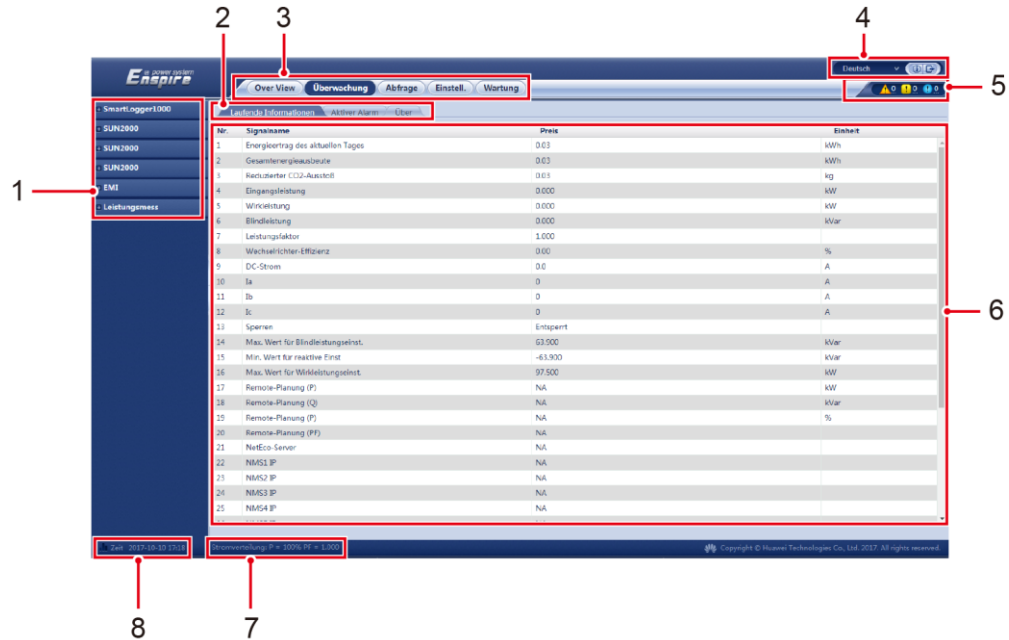 2 3 4
e power system
Enspire
Deutsch
Over View Überwachung Abfrage Einstell. Wartung
0 0 0
5
SmartLogger1000
SUN2000
SUN2000
SUN2000
EMI
Leistungsmess
1
Laufende Informationen Aktiver Alarm Über
Nr. Signalname Preis Einheit
1 Energieertrag des aktuellen Tages 0.03 kWh
2 Gesamtenergieausbeute 0.03 kWh
3 Reduzierter CO2-Ausstoß 0.03 kg
4 Eingangsleistung 0.000 kW
5 Wirkleistung 0.000 kW
6 Blindleistung 0.000 kVar
7 Leistungsfaktor 1.000
8 Wechselrichter-Effizienz 0.00 %
9 DC-Strom 0.0 A
10 Ia 0 A
11 Ib 0 A
12 Ic 0 A
13 Sperren Entsperrt
14 Max. Wert für Blindleistungseinst. 63.900 kVar
15 Min. Wert für reaktive Einst -63.900 kVar
16 Max. Wert für Wirkleistungseinst. 97.500 kW
17 Remote-Planung (P) NA kW
18 Remote-Planung (Q) NA kVar
19 Remote-Planung (P) NA %
20 Remote-Planung (PF) NA
21 NetEco-Server NA
22 NMS1 IP NA
23 NMS2 IP NA
24 NMS3 IP NA
25 NMS4 IP NA
6
Zeit 2017-10-10 17:18
Stromverteilung: P = 100% PF = 1.000
Copyright © Huawei Technologies Co., Ltd. 2017. All rights reserved.
8 7